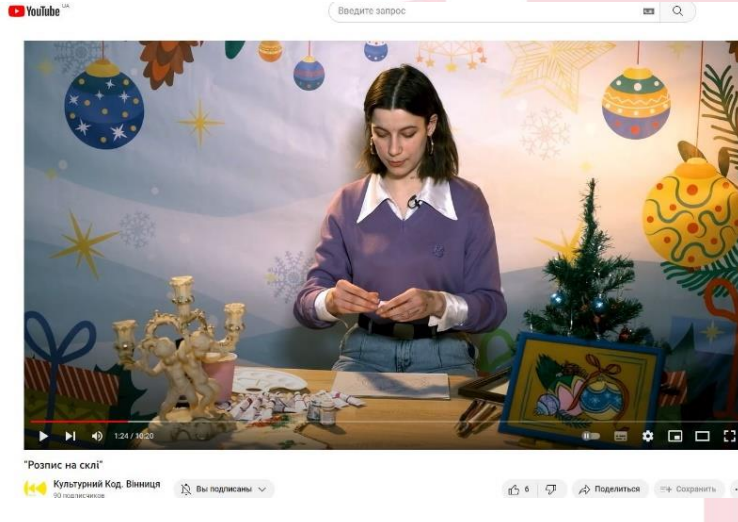 YouTube UA
Введите запрос
1:24 / 10:20
"Розпис на склі"
Культурний Код. Вінниця
90 подписчиков
Вы подписаны
6
Поделиться
Сохранить